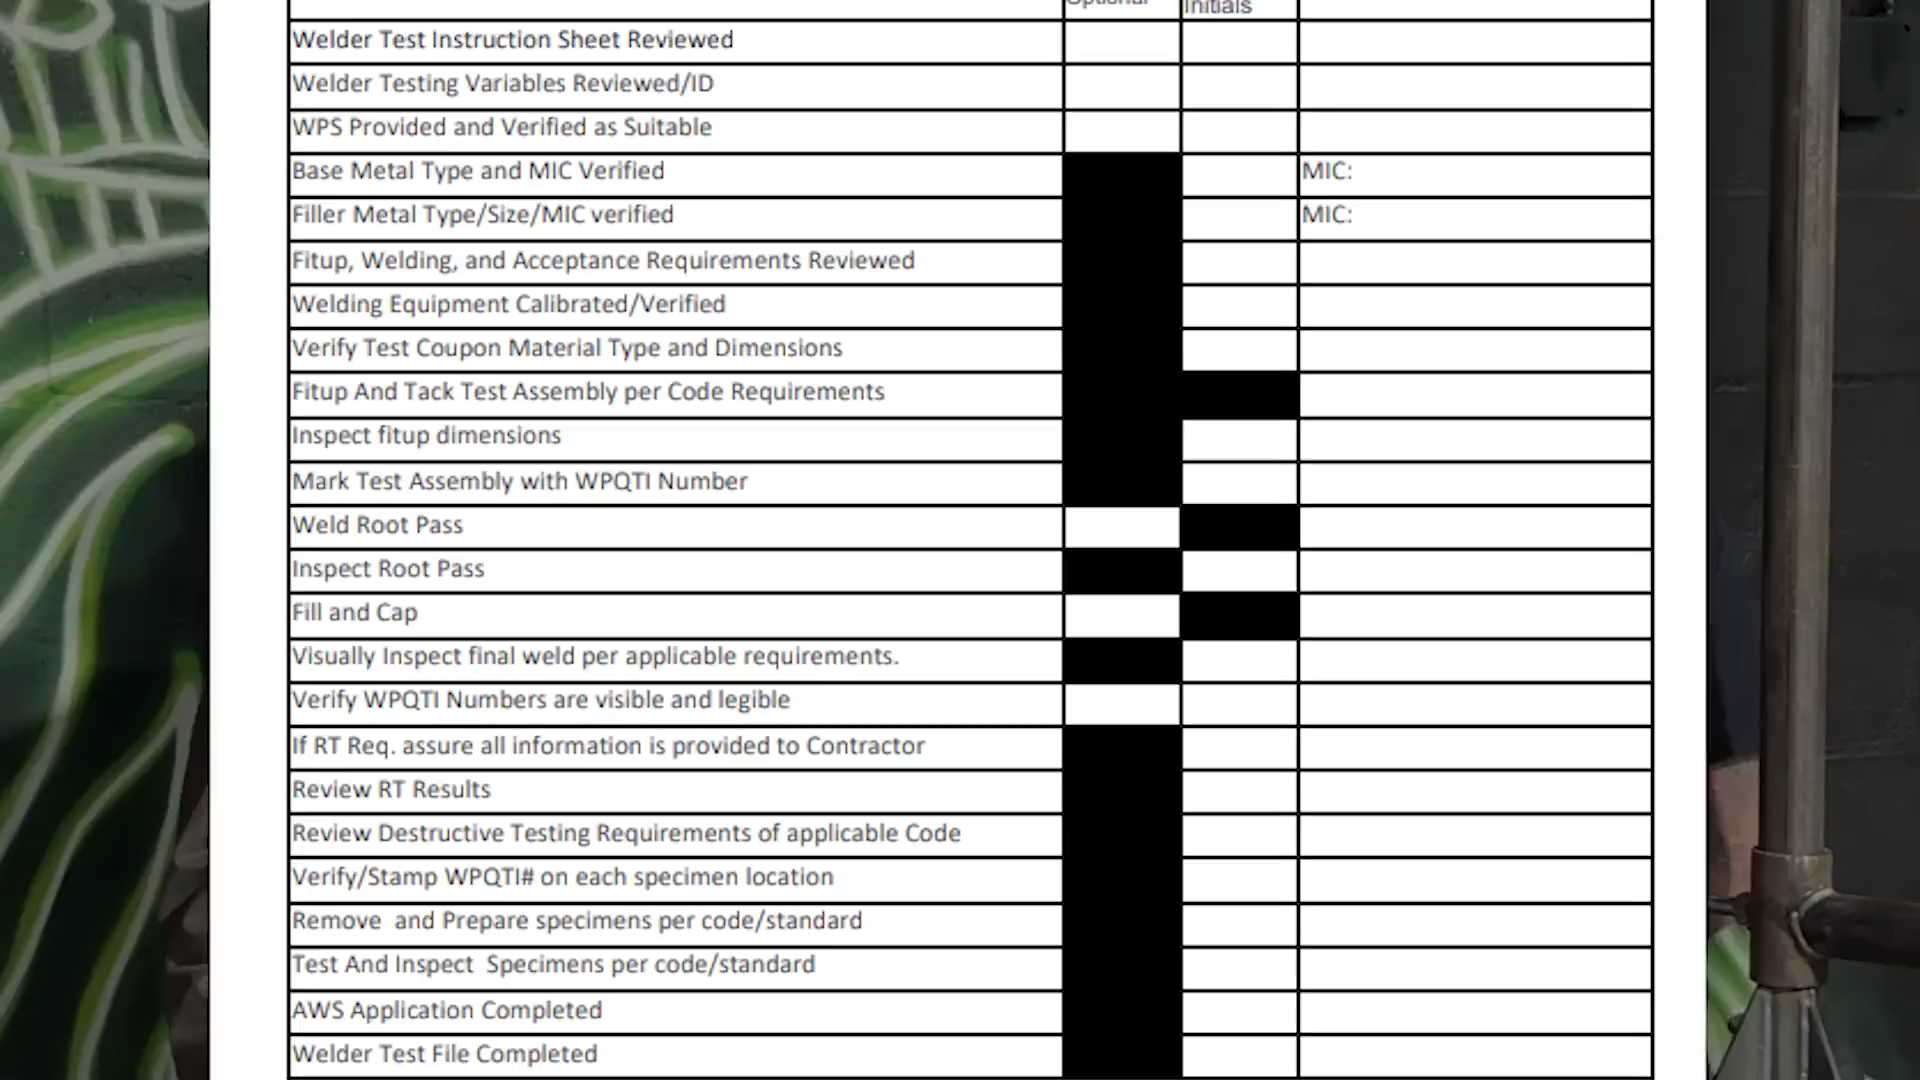 Optional Initials
Welder Test Instruction Sheet Reviewed
Welder Testing Variables Reviewed/ID
WPS Provided and Verified as Suitable
Base Metal Type and MIC Verified MIC:
Filler Metal Type/Size/MIC verified MIC:
Fitup, Welding, and Acceptance Requirements Reviewed
Welding Equipment Calibrated/Verified
Verify Test Coupon Material Type and Dimensions
Fitup And Tack Test Assembly per Code Requirements
Inspect fitup dimensions
Mark Test Assembly with WPQTI Number
Weld Root Pass
Inspect Root Pass
Fill and Cap
Visually Inspect final weld per applicable requirements.
Verify WPQTI Numbers are visible and legible
If RT Req. assure all information is provided to Contractor
Review RT Results
Review Destructive Testing Requirements of applicable Code
Verify/Stamp WPQTI# on each specimen location
Remove  and Prepare specimens per code/standard
Test And Inspect  Specimens per code/standard
AWS Application Completed
Welder Test File Completed